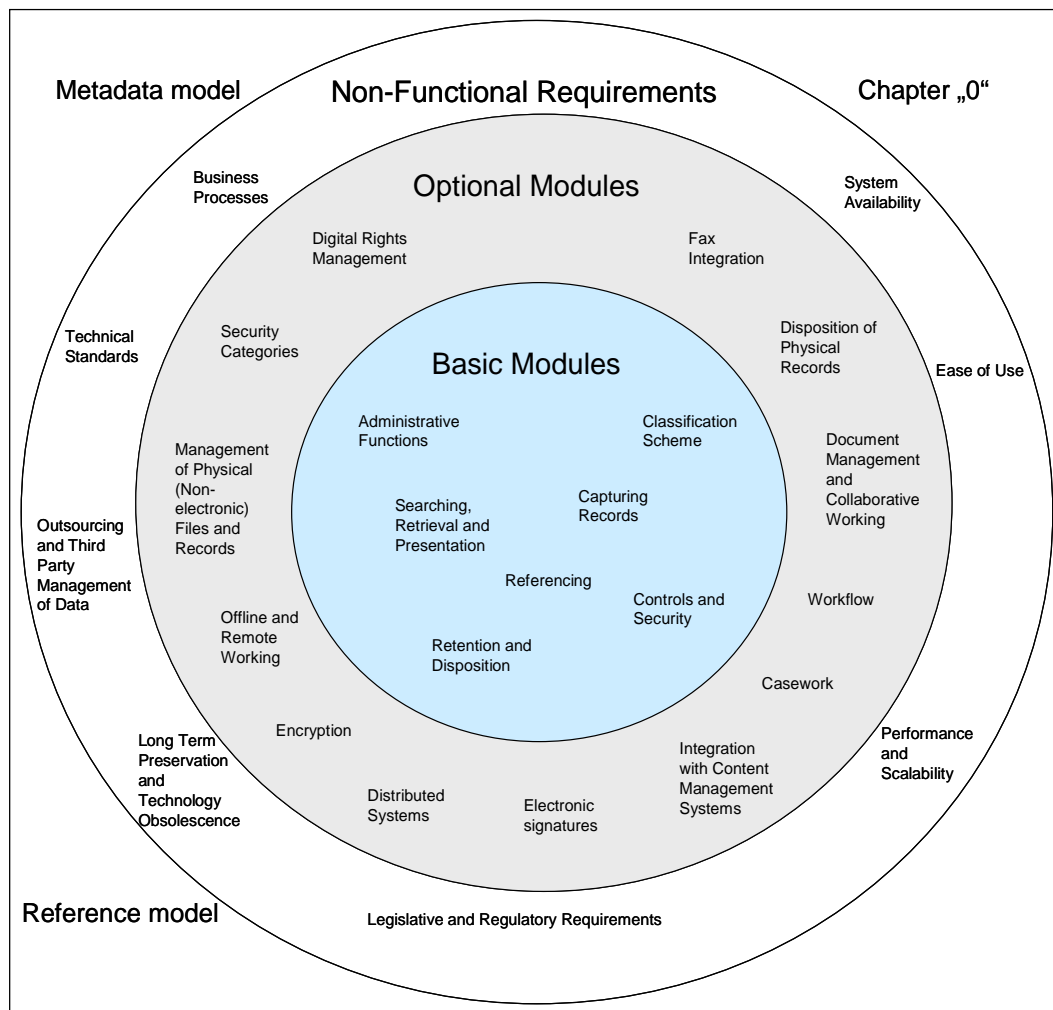 Metadata model
Non-Functional Requirements
Chapter „0“
Business
Processes
System
Availability
Optional Modules
Digital Rights
Management
Fax
Integration
Technical
Standards
Security
Categories
Disposition of
Physical
Records
Ease of Use
Basic Modules
Administrative
Functions
Classification
Scheme
Management
of Physical
(Non-
electronic)
Files and
Records
Document
Management
and
Collaborative
Working
Searching,
Retrieval and
Presentation
Capturing
Records
Outsourcing
and Third
Party
Management
of Data
Referencing
Controls and
Security
Workflow
Offline and
Remote
Working
Retention and
Disposition
Casework
Encryption
Long Term
Preservation
and
Technology
Obsolescence
Performance
and
Scalability
Integration
with Content
Management
Systems
Distributed
Systems
Electronic
signatures
Reference model
Legislative and Regulatory Requirements